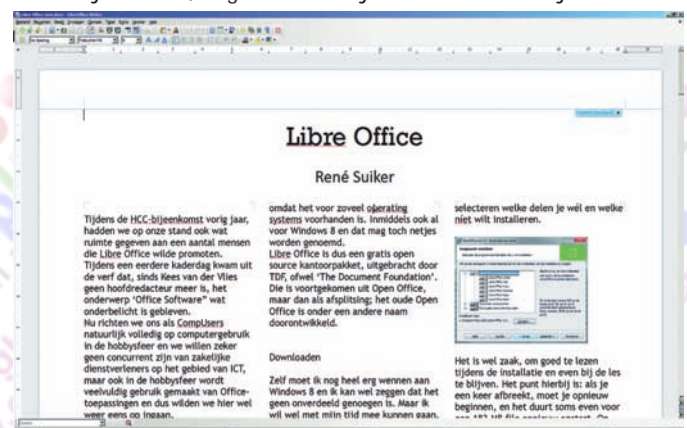 Libre Office
René Suiker
Tijdens de HCC-bijeenkomst vorig jaar,
hadden we op onze stand ook wat
ruimte gegeven aan een aantal mensen
die Libre Office wilde promoten.
Tijdens een eerdere kaderdag kwam uit
de verf dat, sinds Kees van der Vlies
geen hoofdredacteur meer is, het
onderwerp ‘Office Software” wat
onderbelicht is gebleven.
Nu richten we ons als CompUsers
natuurlijk volledig op computergebruik
in de hobbysfeer en we willen zeker
geen concurrent zijn van zakelijke
dienstverleners op het gebied van ICT,
maar ook in de hobbysfeer wordt
veelvuldig gebruik gemaakt van Office-
toepassingen en dus wilden we hier wel
weer eens op ingaan.
omdat het voor zoveel operating
systems voorhanden is. Inmiddels ook al
voor Windows 8 en dat mag toch netjes
worden genoemd.
Libre Office is dus een gratis open
source kantoorpakket, uitgebracht door
TDF, ofwel ‘The Document Foundation’.
Die is voortgekomen uit Open Office,
maar dan als afsplitsing; het oude Open
Office is onder een andere naam
doorontwikkeld.
Downloaden
Zelf moet ik nog heel erg wennen aan
Windows 8 en ik kan wel zeggen dat het
geen onverdeeld genoegen is. Maar ik
wil wel met mijn tijd mee kunnen gaan.
selecteren welke delen je wél en welke
niet wilt installeren.
Het is wel zaak, om goed te lezen
tijdens de installatie en even bij de les
te blijven. Het punt hierbij is: als je
een keer afbreekt, moet je opnieuw
beginnen, en het duurt soms even voor